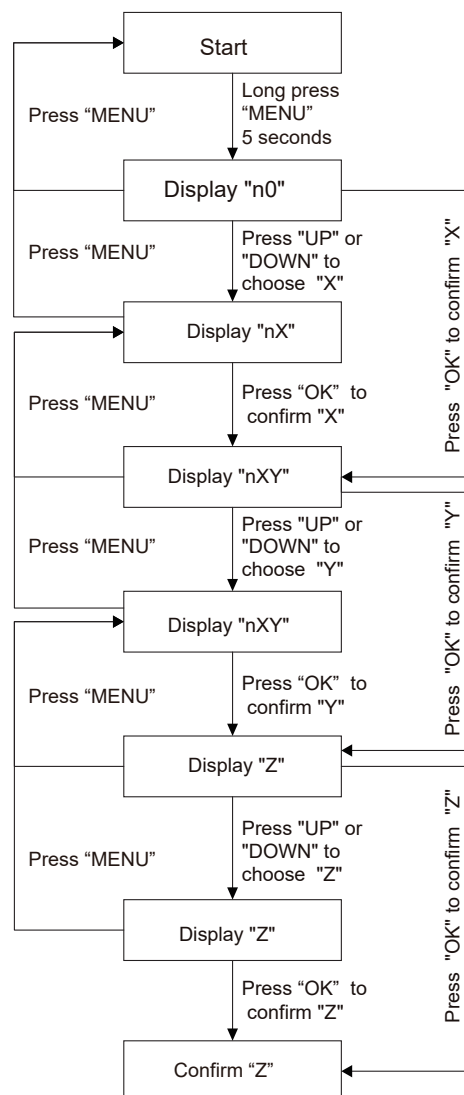 Start
Press “MENU”
Long press
“MENU”
5 seconds
Display "n0"
Press “MENU”
Press "UP" or
"DOWN" to
choose "X"
Press "OK" to confirm "X"
Display "nX"
Press “MENU”
Press “OK” to
confirm "X"
Display "nXY"
Press “MENU”
Press "UP" or
"DOWN" to
choose "Y"
Press "OK" to confirm "Y"
Display "nXY"
Press “MENU”
Press “OK” to
confirm "Y"
Display "Z"
Press “MENU”
Press "UP" or
"DOWN" to
choose "Z"
Press "OK" to confirm "Z"
Display "Z"
Press “OK” to
confirm "Z"
Confirm “Z”